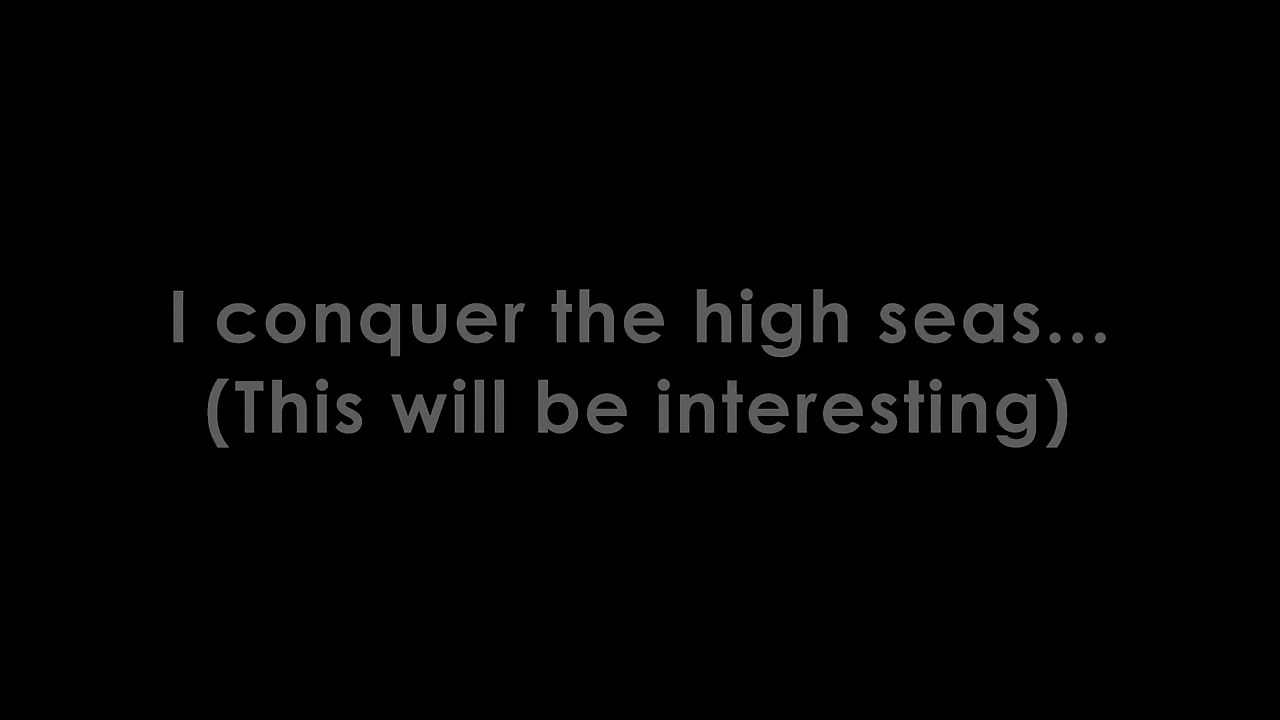 I conquer the high seas...
(This will be interesting)